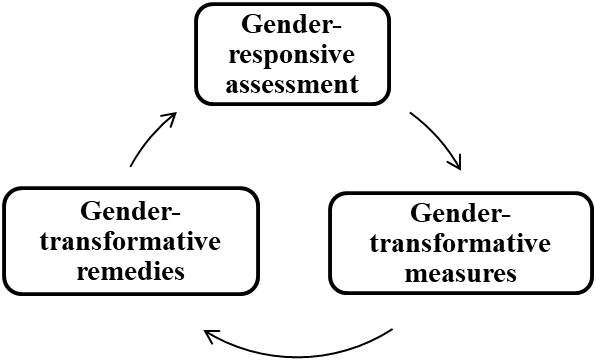 Gender-
responsive
assessment
Gender-
transformative
remedies
Gender-
transformative
measures